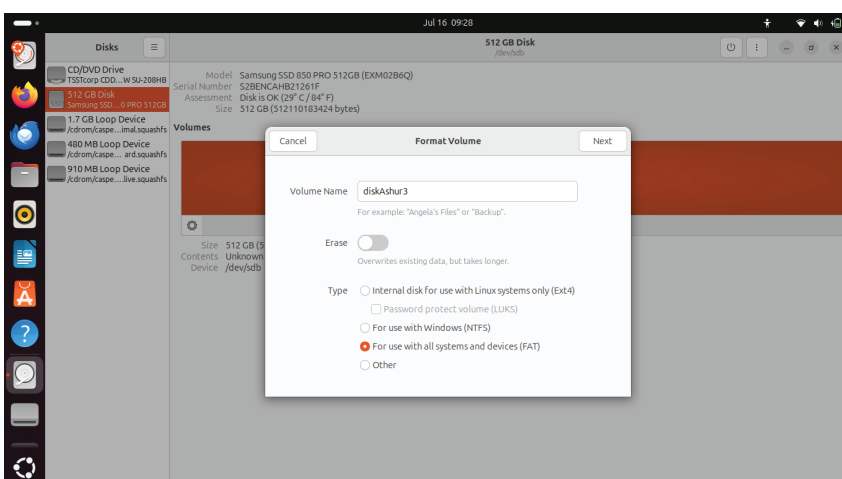 Jul 16 09:28
Disks
512 GB Disk
/dev/sdb
CD/DVD Drive
TSSTcorp CDD...W SU-208HB
512 GB Disk
Samsung SSD...0 PRO 512GB
1.7 GB Loop Device
/cdrom/caspe...imal.squashfs
480 MB Loop Device
/cdrom/caspe... ard.squashfs
910 MB Loop Device
/cdrom/caspe....live.squashfs
Model Samsung SSD 850 PRO 512GB (EXM02B6Q)
Serial Number S2BENCAHB21261F
Assessment Disk is OK (29° C / 84° F)
Size 512 GB (512110183424 bytes)
Volumes
Size 512 GB (5
Contents Unknown
Device /dev/sdb
Cancel
Format Volume
Next
Volume Name diskAshur3
For example: "Angela's Files" or "Backup".
Erase
Overwrites existing data, but takes longer.
Type Internal disk for use with Linux systems only (Ext4)
Password protect volume (LUKS)
For use with Windows (NTFS)
For use with all systems and devices (FAT)
Other